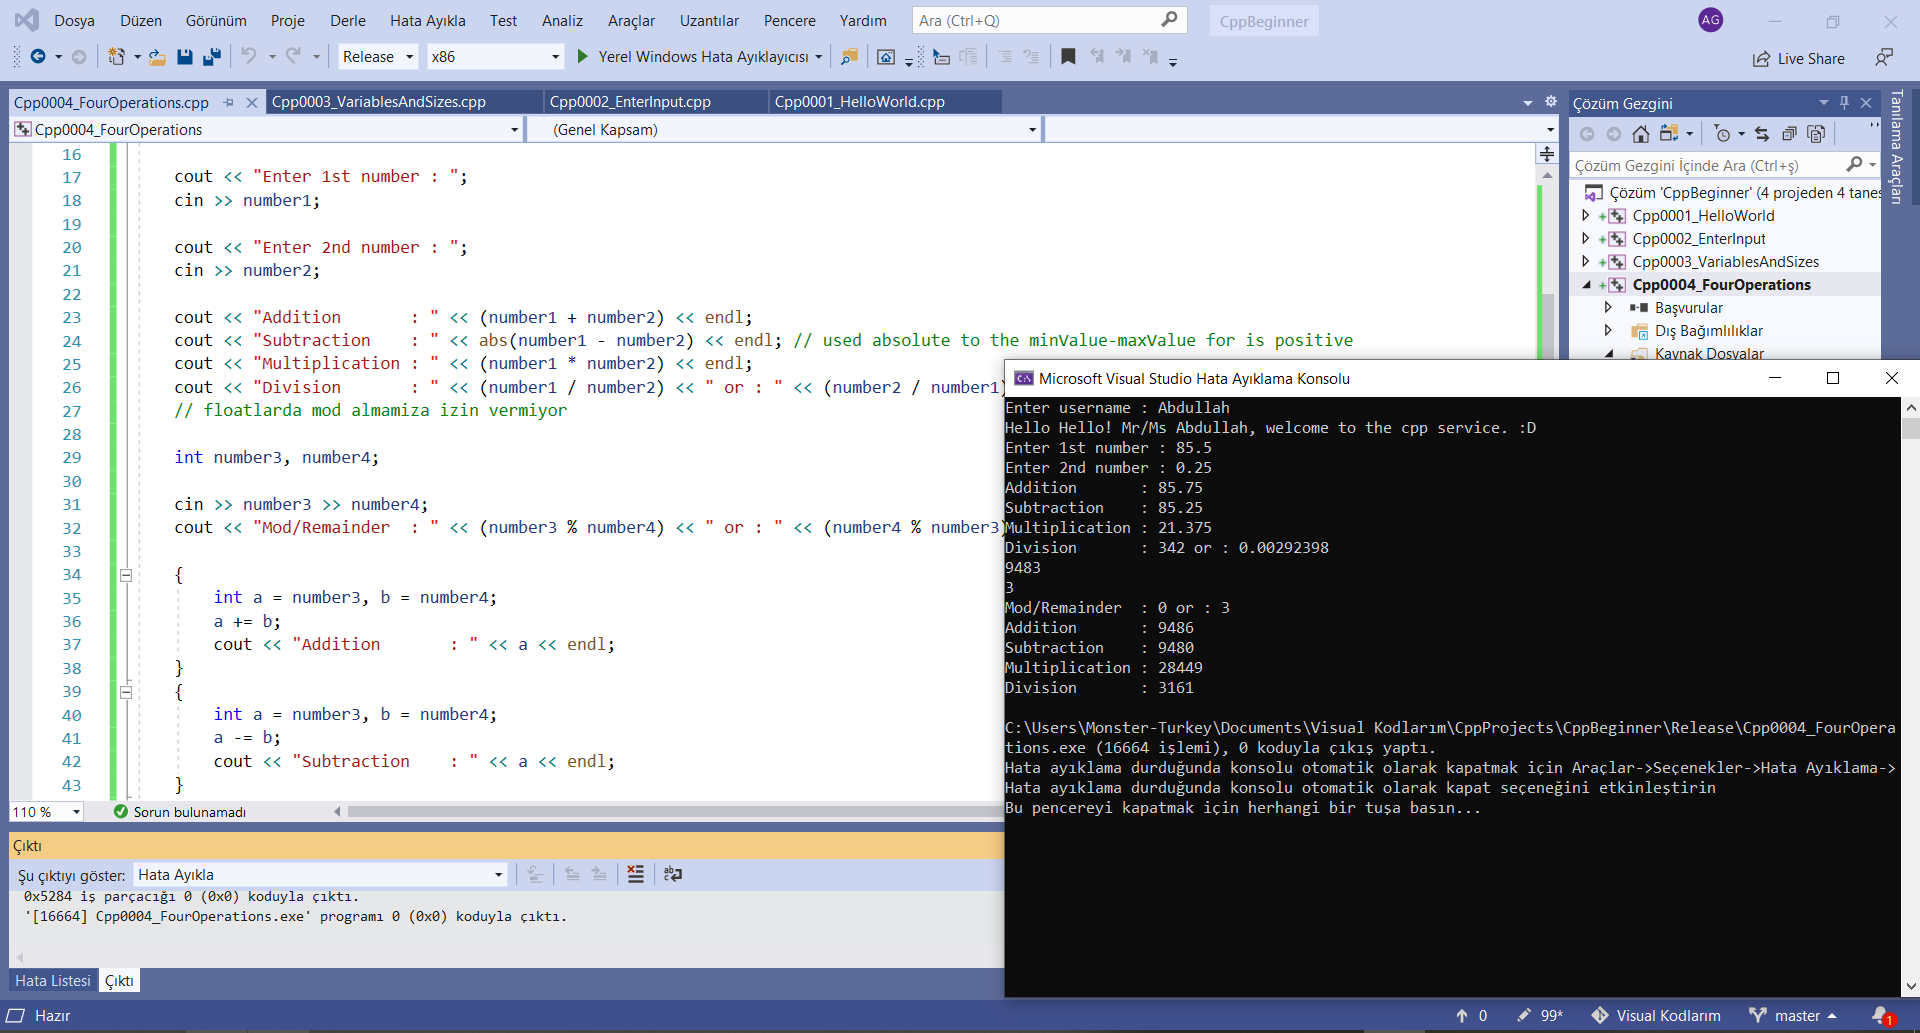 Dosya Düzen Görünüm Proje Derle Hata Ayıkla Test Analiz Araçlar Uzantılar Pencere Yardım Ara (Ctrl+Q) CppBeginner AG
Release x86 Yerel Windows Hata Ayıklayıcısı Live Share
Cpp0004_FourOperations.cpp Cpp0003_VariablesAndSizes.cpp Cpp0002_EnterInput.cpp Cpp0001_HelloWorld.cpp
Cpp0004_FourOperations (Genel Kapsam)
16
17 cout << "Enter 1st number : ";
18 cin >> number1;
19
20 cout << "Enter 2nd number : ";
21 cin >> number2;
22
23 cout << "Addition       : " << (number1 + number2) << endl;
24 cout << "Subtraction    : " << abs(number1 - number2) << endl; // used absolute to the minValue-maxValue for is positive
25 cout << "Multiplication : " << (number1 * number2) << endl;
26 cout << "Division       : " << (number1 / number2) << " or : " << (number2 / number1)
27 // floatlarda mod almamiza izin vermiyor
28
29 int number3, number4;
30
31 cin >> number3 >> number4;
32 cout << "Mod/Remainder  : " << (number3 % number4) << " or : " << (number4 % number3)
33
34 {
35 int a = number3, b = number4;
36 a += b;
37 cout << "Addition       : " << a << endl;
38 }
39 {
40 int a = number3, b = number4;
41 a -= b;
42 cout << "Subtraction    : " << a << endl;
43 }
110 % Sorun bulunamadı
Çıktı
Şu çıktıyı göster: Hata Ayıkla
0x5284 iş parçacığı 0 (0x0) koduyla çıktı.
'[16664] Cpp0004_FourOperations.exe' programı 0 (0x0) koduyla çıktı.
Hata Listesi Çıktı
Çözüm Gezgini
Çözüm Gezgini İçinde Ara (Ctrl+ş)
Çözüm 'CppBeginner' (4 projeden 4 tanes
Cpp0001_HelloWorld
Cpp0002_EnterInput
Cpp0003_VariablesAndSizes
Cpp0004_FourOperations
Başvurular
Dış Bağımlılıklar
Kaynak Dosyalar
Tanılama Araçları
Microsoft Visual Studio Hata Ayıklama Konsolu
Enter username : Abdullah
Hello Hello! Mr/Ms Abdullah, welcome to the cpp service. :D
Enter 1st number : 85.5
Enter 2nd number : 0.25
Addition       : 85.75
Subtraction    : 85.25
Multiplication : 21.375
Division       : 342 or : 0.00292398
9483
3
Mod/Remainder  : 0 or : 3
Addition       : 9486
Subtraction    : 9480
Multiplication : 28449
Division       : 3161
C:\Users\Monster-Turkey\Documents\Visual Kodlarım\CppProjects\CppBeginner\Release\Cpp0004_FourOpera
tions.exe (16664 işlemi), 0 koduyla çıkış yaptı.
Hata ayıklama durduğunda konsolu otomatik olarak kapatmak için Araçlar->Seçenekler->Hata Ayıklama->
Hata ayıklama durduğunda konsolu otomatik olarak kapat seçeneğini etkinleştirin
Bu pencereyi kapatmak için herhangi bir tuşa basın...
Hazır 0 99* Visual Kodlarım master 1